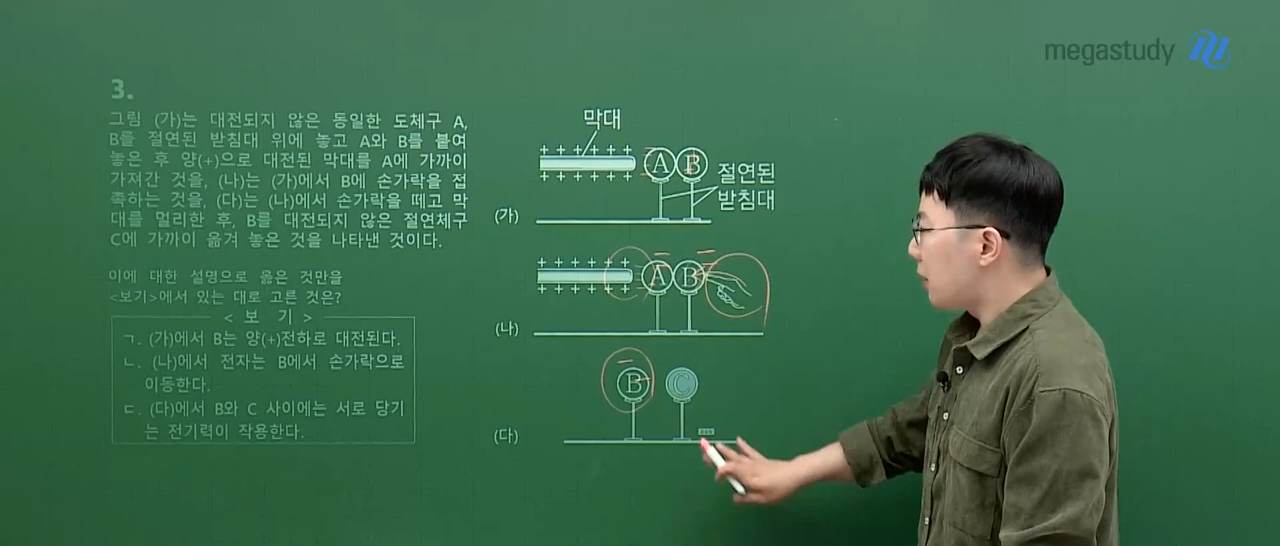 megastudy
3.
그림 (가)는 대전되지 않은 동일한 도체구 A,
B를 절연된 받침대 위에 놓고 A와 B를 붙여
놓은 후 양(+)으로 대전된 막대를 A에 가까이
가져간 것을, (나)는 (가)에서 B에 손가락을 접
촉하는 것을, (다)는 (나)에서 손가락을 떼고 막
대를 멀리한 후, B를 대전되지 않은 절연체구
C에 가까이 옮겨 놓은 것을 나타낸 것이다.
이에 대한 설명으로 옳은 것만을
<보기>에서 있는 대로 고른 것은?
< 보 기 >
ㄱ. (가)에서 B는 양(+)전하로 대전된다.
ㄴ. (나)에서 전자는 B에서 손가락으로
이동한다.
ㄷ. (다)에서 B와 C 사이에는 서로 당기
는 전기력이 작용한다.
막대
+ + + + + +
A B
+ + + + + +
절연된
받침대
(가)
+ + + + + +
A B
+ + + + + +
(나)
B C
(다)